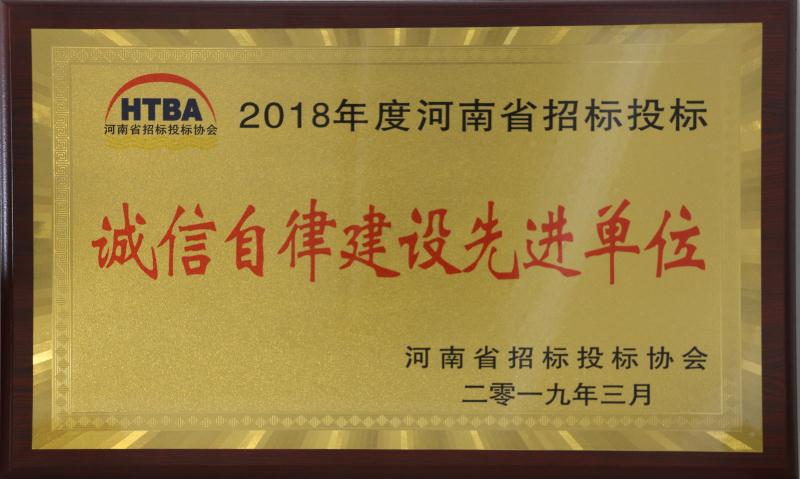 HTBA
河南省招标投标协会
2018年度河南省招标投标
诚信自律建设先进单位
河南省招标投标协会
二零一九年三月